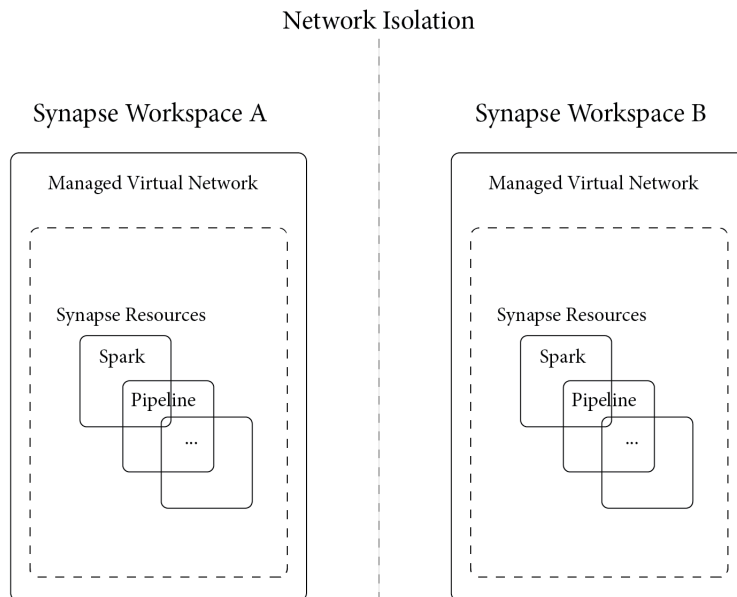 Network Isolation
Synapse Workspace A
Managed Virtual Network
Synapse Resources
Spark
Pipeline
...
Synapse Workspace B
Managed Virtual Network
Synapse Resources
Spark
Pipeline
...